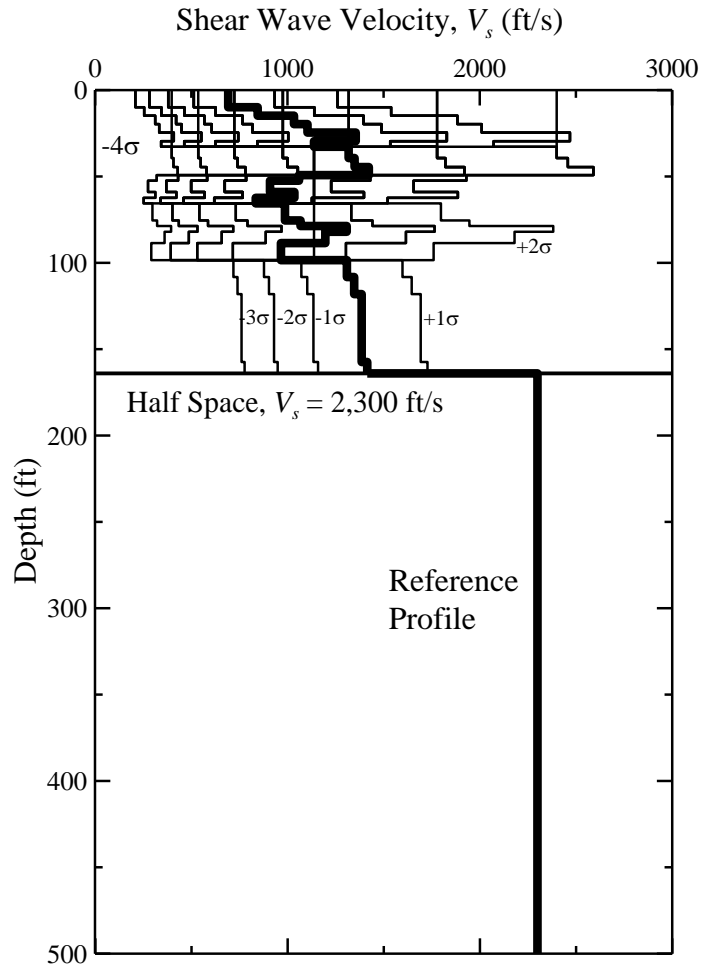 Shear Wave Velocity, Vs (ft/s)
0 1000 2000 3000
0
-4σ
+2σ
100
-3σ -2σ -1σ +1σ
Half Space, Vs = 2,300 ft/s
200
Depth (ft)
Reference
300
Profile
400
500